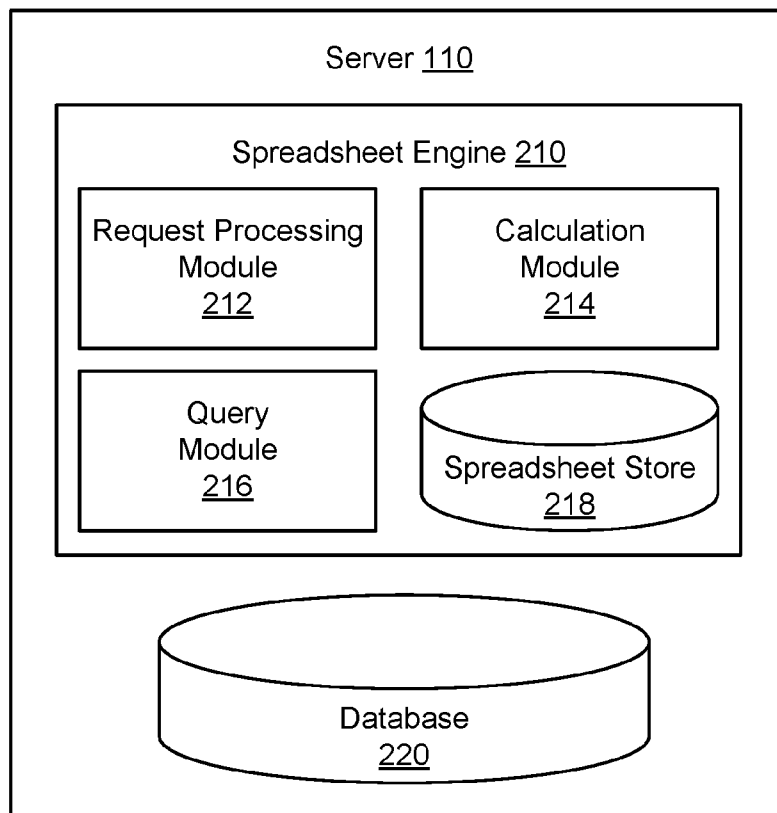 Server 110
Spreadsheet Engine 210
Request Processing
Module
212
Calculation
Module
214
Query
Module
216
Spreadsheet Store
218
Database
220